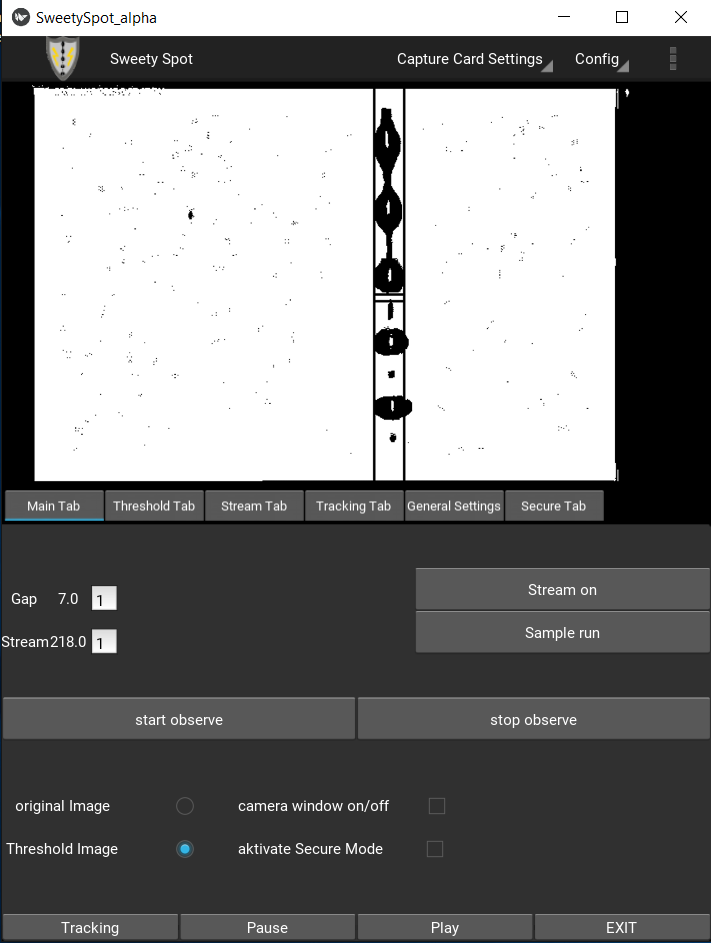 SweetySpot_alpha
Sweety Spot Capture Card Settings Config
Main Tab Threshold Tab Stream Tab Tracking Tab General Settings Secure Tab
Gap 7.0 1
Stream on
Stream218.0 1
Sample run
start observe stop observe
original Image camera window on/off
Threshold Image aktivate Secure Mode
Tracking Pause Play EXIT